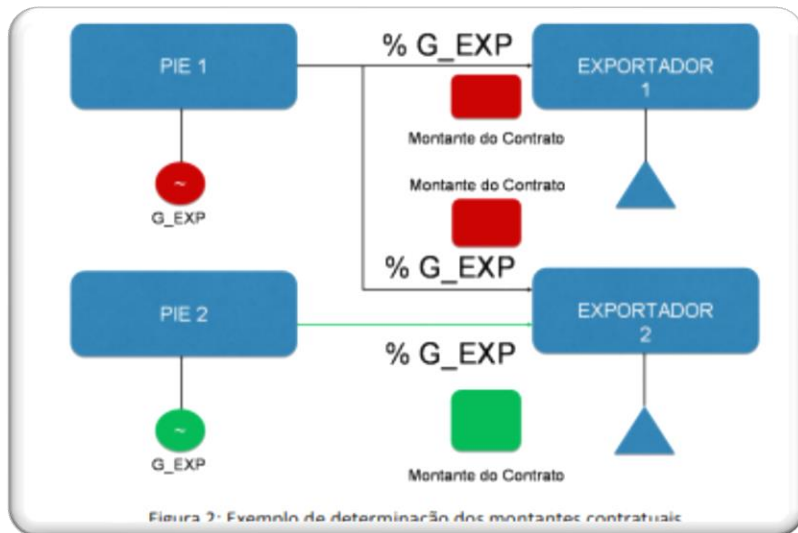 PIE 1
% G_EXP
EXPORTADOR
1
Montante do Contrato
~
G_EXP
Montante do Contrato
% G_EXP
PIE 2
EXPORTADOR
2
% G_EXP
~
G_EXP
Montante do Contrato
Figura 2: Exemplo de determinação dos montantes contratuais